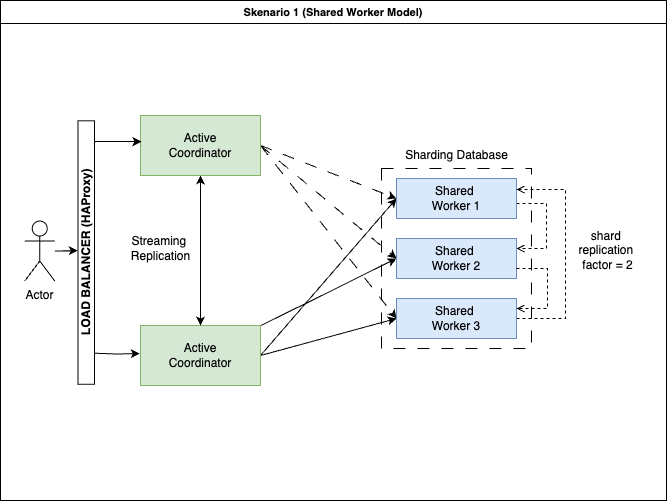 Skenario 1 (Shared Worker Model)
Active
Coordinator
Sharding Database
Shared
Worker 1
LOAD BALANCER (HAProxy)
Streaming
Replication
shard
replication
factor = 2
Shared
Worker 2
Actor
Shared
Worker 3
Active
Coordinator